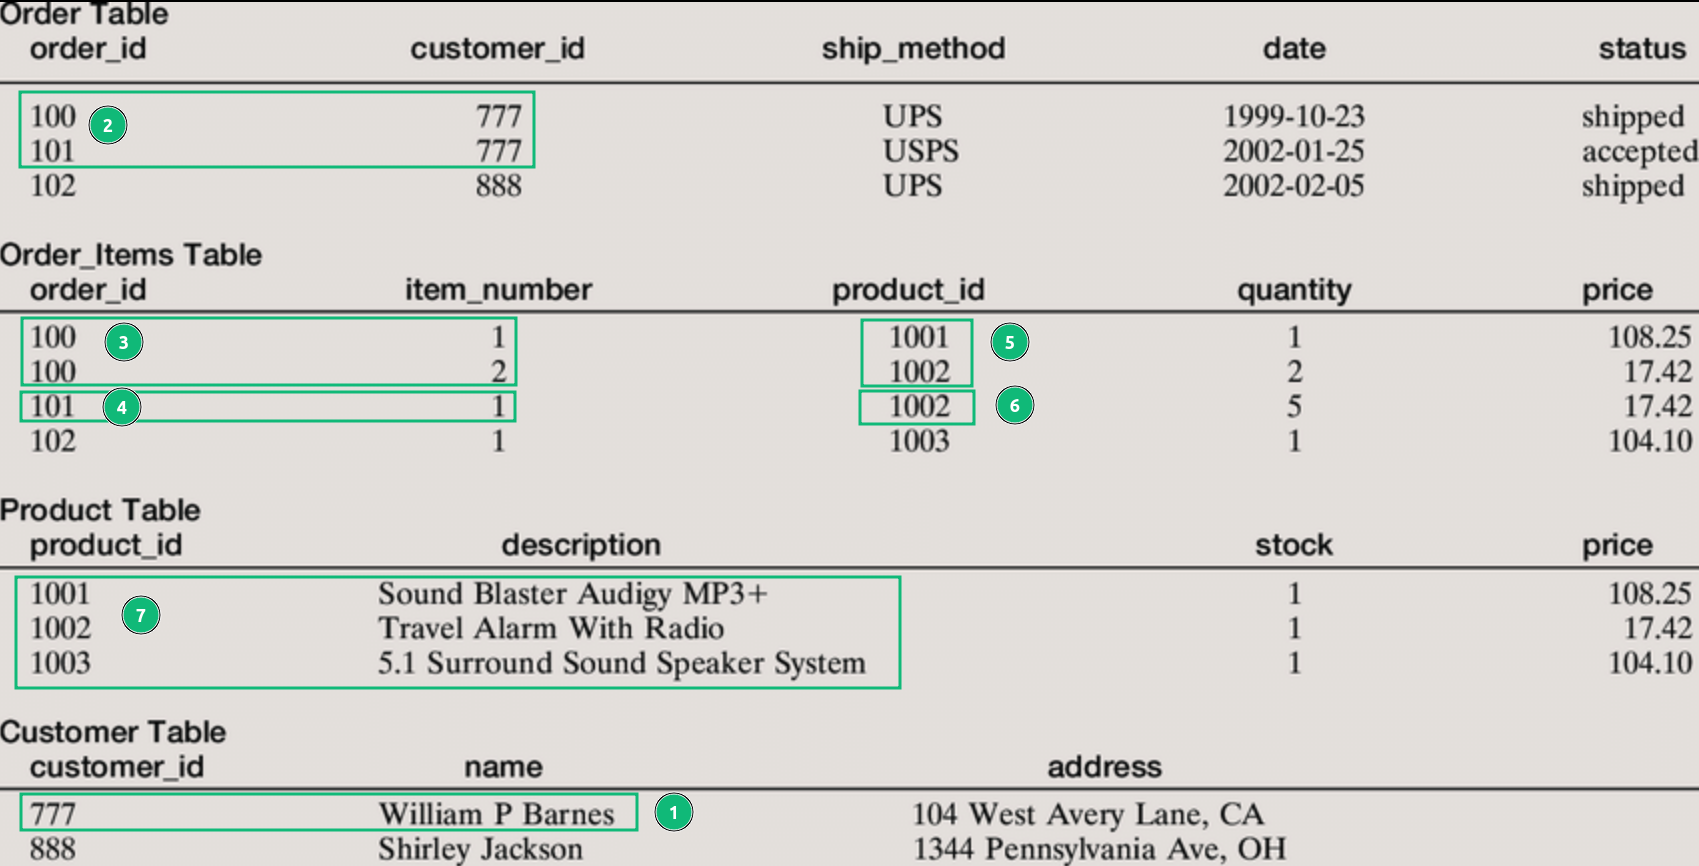 Order Table
order_id customer_id ship_method date status
100 2 777 UPS 1999-10-23 shipped
101 777 USPS 2002-01-25 accepted
102 888 UPS 2002-02-05 shipped
Order_Items Table
order_id item_number product_id quantity price
100 3 1 1001 5 1 108.25
100 2 1002 2 17.42
101 4 1 1002 6 5 17.42
102 1 1003 1 104.10
Product Table
product_id description stock price
1001 Sound Blaster Audigy MP3+ 1 108.25
1002 7 Travel Alarm With Radio 1 17.42
1003 5.1 Surround Sound Speaker System 1 104.10
Customer Table
customer_id name address
777 William P Barnes 1 104 West Avery Lane, CA
888 Shirley Jackson 1344 Pennsylvania Ave, OH